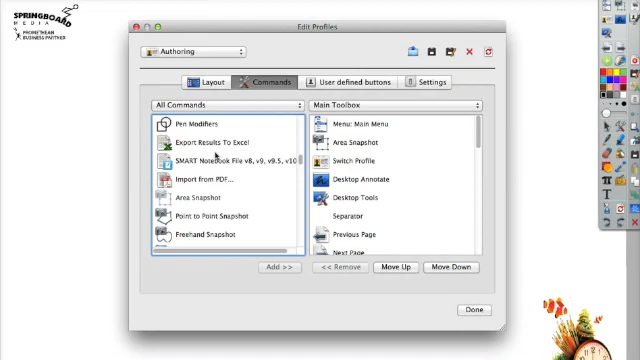 SPRINGBOARD
MEDIA
PROMETHEAN
BUSINESS PARTNER
Edit Profiles
Authoring
Layout
Commands
User defined buttons
Settings
All Commands
Main Toolbox
Pen Modifiers
Export Results To Excel
SMART Notebook File v8, v9, v9.5, v10
Import from PDF...
Area Snapshot
Point to Point Snapshot
Freehand Snapshot
Menu: Main Menu
Area Snapshot
Switch Profile
Desktop Annotate
Desktop Tools
Separator
Previous Page
Next Page
Add >>
<< Remove
Move Up
Move Down
Done